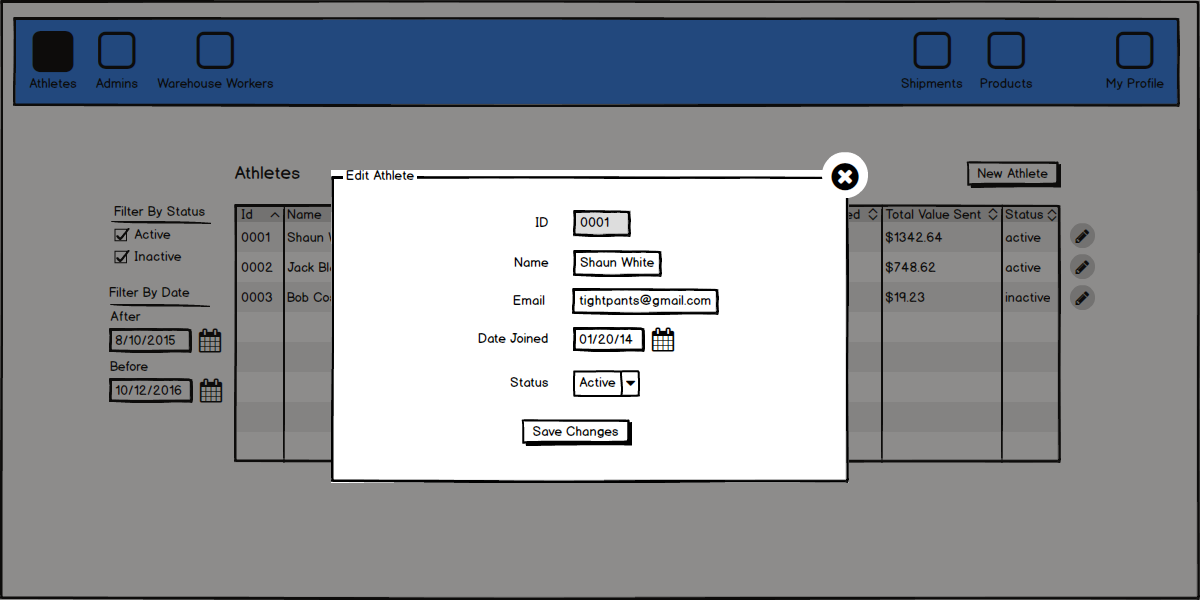 Athletes
Admins
Warehouse Workers
Shipments
Products
My Profile
Athletes
New Athlete
Filter By Status
Active
Inactive
Filter By Date
After
8/10/2015
Before
10/12/2016
Id Name Total Value Sent Status
0001 Shaun $1342.64 active
0002 Jack $748.62 active
0003 Bob $19.23 inactive
Edit Athlete
ID 0001
Name Shaun White
Email tightpants@gmail.com
Date Joined 01/20/14
Status Active
Save Changes